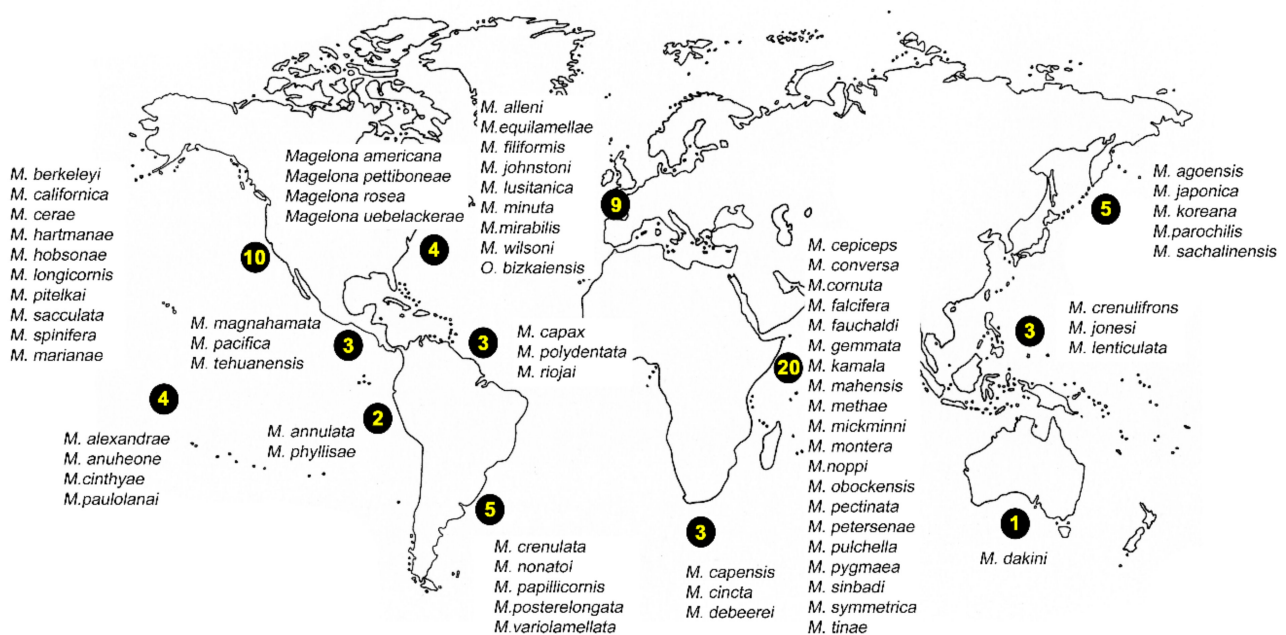 M. berkeleyi
M. californica
M. cerae
M. hartmanae
M. hobsonae
M. longicornis
M. pitelkai
M. sacculata
M. spinifera
M. marianae
10
Magelona americana
Magelona pettiboneae
Magelona rosea
Magelona uebelackerae
4
M. alleni
M.equilamellae
M. filiformis
M. johnstoni
M. lusitanica
M. minuta
M.mirabilis
M. wilsoni
O. bizkaiensis
9
M. agoensis
M. japonica
M. koreana
M.parochilis
M. sachalinensis
5
M. magnahamata
M. pacifica
M. tehuanensis
3
3
M. capax
M. polydentata
M. riojai
M. cepiceps
M. conversa
M.cornuta
M. falcifera
M. fauchaldi
M. gemmata
M. kamala
M. mahensis
M. methae
M. mickminni
M. montera
M.noppi
M. obockensis
M. pectinata
M. petersenae
M. pulchella
M. pygmaea
M. sinbadi
M. symmetrica
M. tinae
20
3
M. crenulifrons
M. jonesi
M. lenticulata
4
M. alexandrae
M. anuheone
M.cinthyae
M.paulolanai
2
M. annulata
M. phyllisae
5
M. crenulata
M. nonatoi
M. papillicornis
M.posterelongata
M.variolamellata
3
M. capensis
M. cincta
M. debeerei
1
M. dakini